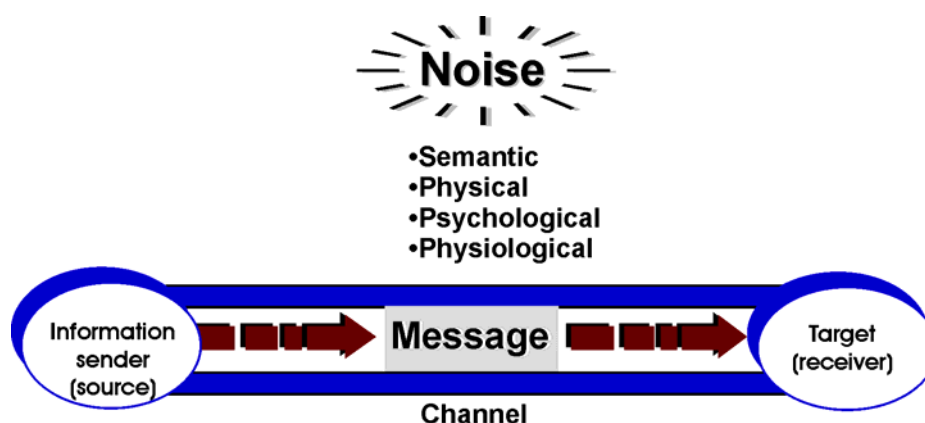 Noise
•Semantic
•Physical
•Psychological
•Physiological
Information
sender
(source)
Message
Target
(receiver)
Channel